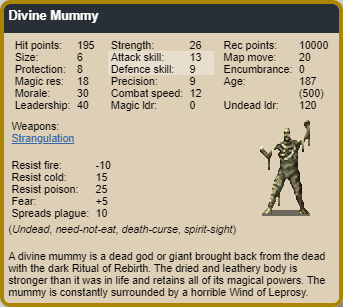 Divine Mummy
Hit points: 195 Strength: 26 Rec points: 10000
Size: 6 Attack skill: 13 Map move: 20
Protection: 8 Defence skill: 9 Encumbrance: 0
Magic res: 18 Precision: 9 Age: 187
Morale: 30 Combat speed: 12 (500)
Leadership: 40 Magic ldr: 0 Undead ldr: 120
Weapons:
Strangulation
Resist fire: -10
Resist cold: 15
Resist poison: 25
Fear: +5
Spreads plague: 10
(Undead, need-not-eat, death-curse, spirit-sight)
A divine mummy is a dead god or giant brought back from the dead
with the dark Ritual of Rebirth. The dried and leathery body is
stronger than it was in life and retains all of its magical powers. The
mummy is constantly surrounded by a horrible Wind of Leprosy.